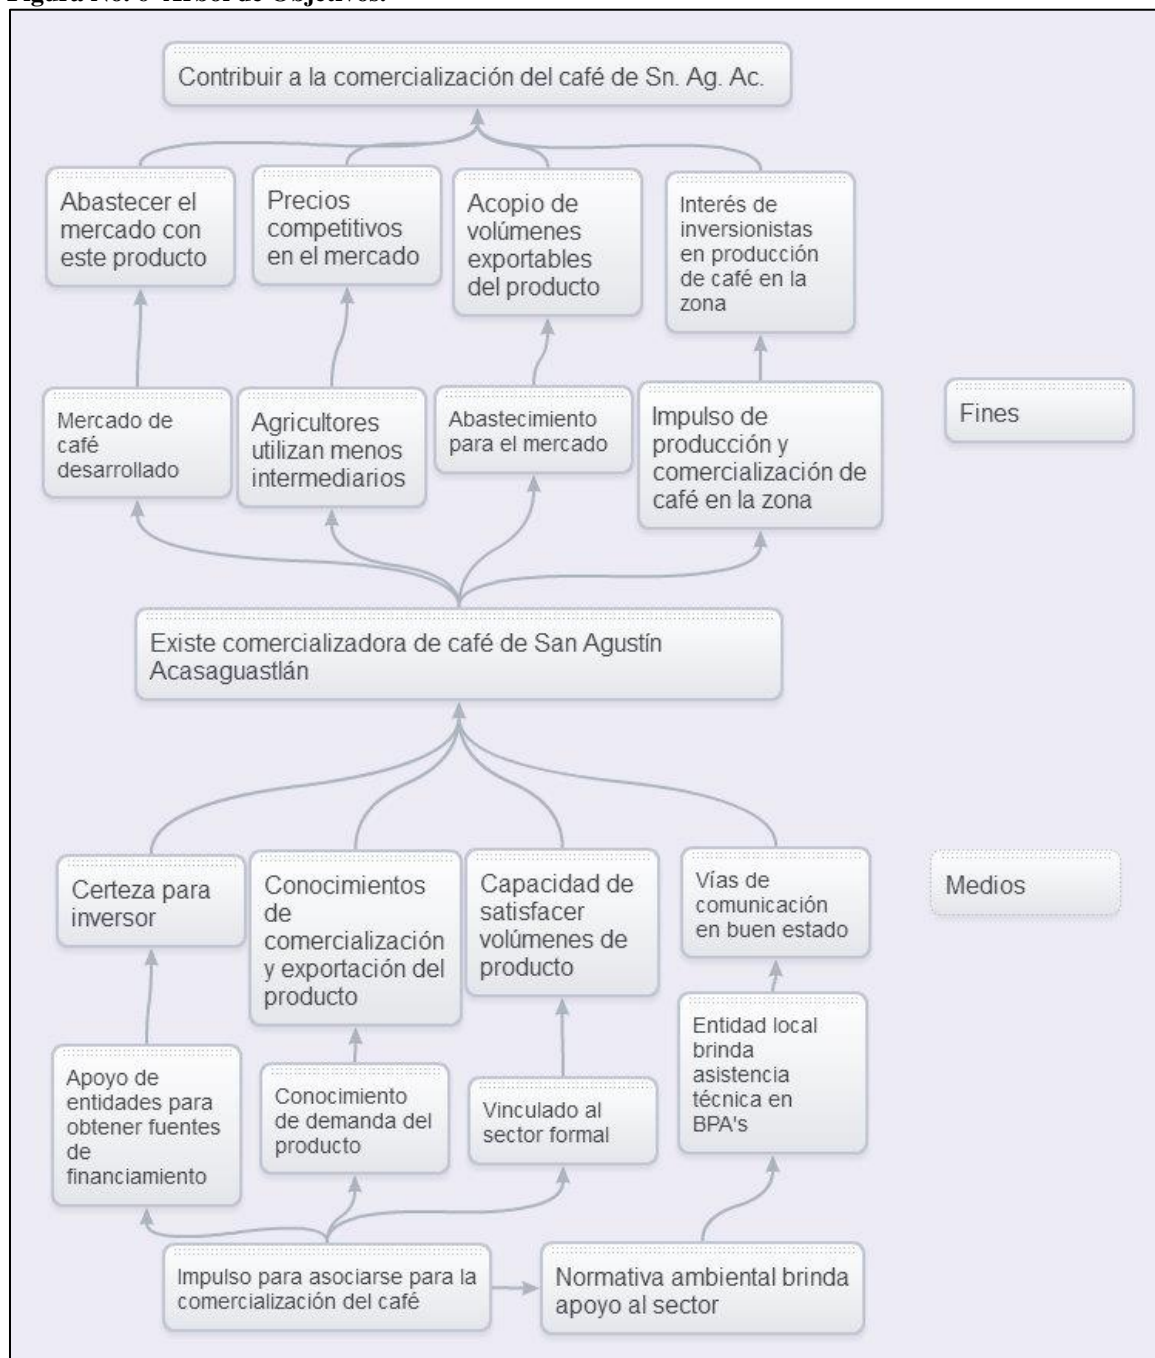 Figura No. 6 Árbol de Objetivos.
Contribuir a la comercialización del café de Sn. Ag. Ac.
Abastecer el
mercado con
este producto
Precios
competitivos
en el mercado
Acopio de
volúmenes
exportables
del producto
Interés de
inversionistas
en producción
de café en la
zona
Mercado de
café
desarrollado
Agricultores
utilizan menos
intermediarios
Abastecimiento
para el mercado
Impulso de
producción y
comercialización de
café en la zona
Fines
Existe comercializadora de café de San Agustín
Acasaguastlán
Certeza para
inversor
Conocimientos
de
comercialización
y exportación del
producto
Capacidad de
satisfacer
volúmenes de
producto
Vías de
comunicación
en buen estado
Medios
Apoyo de
entidades para
obtener fuentes
de
financiamiento
Conocimiento
de demanda del
producto
Vinculado al
sector formal
Entidad local
brinda
asistencia
técnica en
BPA's
Impulso para asociarse para la
comercialización del café
Normativa ambiental brinda
apoyo al sector